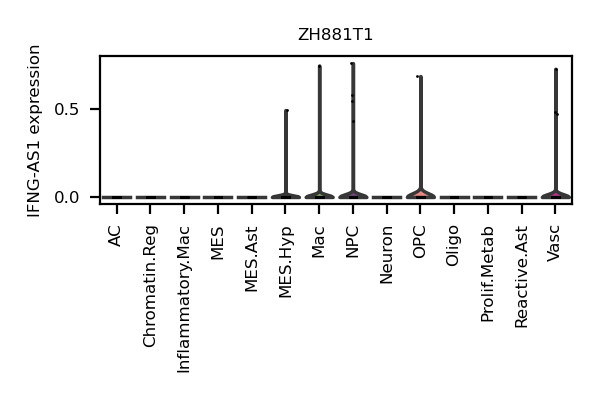 ZH881T1
IFNG-AS1 expression
0.5
0.0
AC
Chromatin.Reg
Inflammatory.Mac
MES
MES.Ast
MES.Hyp
Mac
NPC
Neuron
OPC
Oligo
Prolif.Metab
Reactive.Ast
Vasc